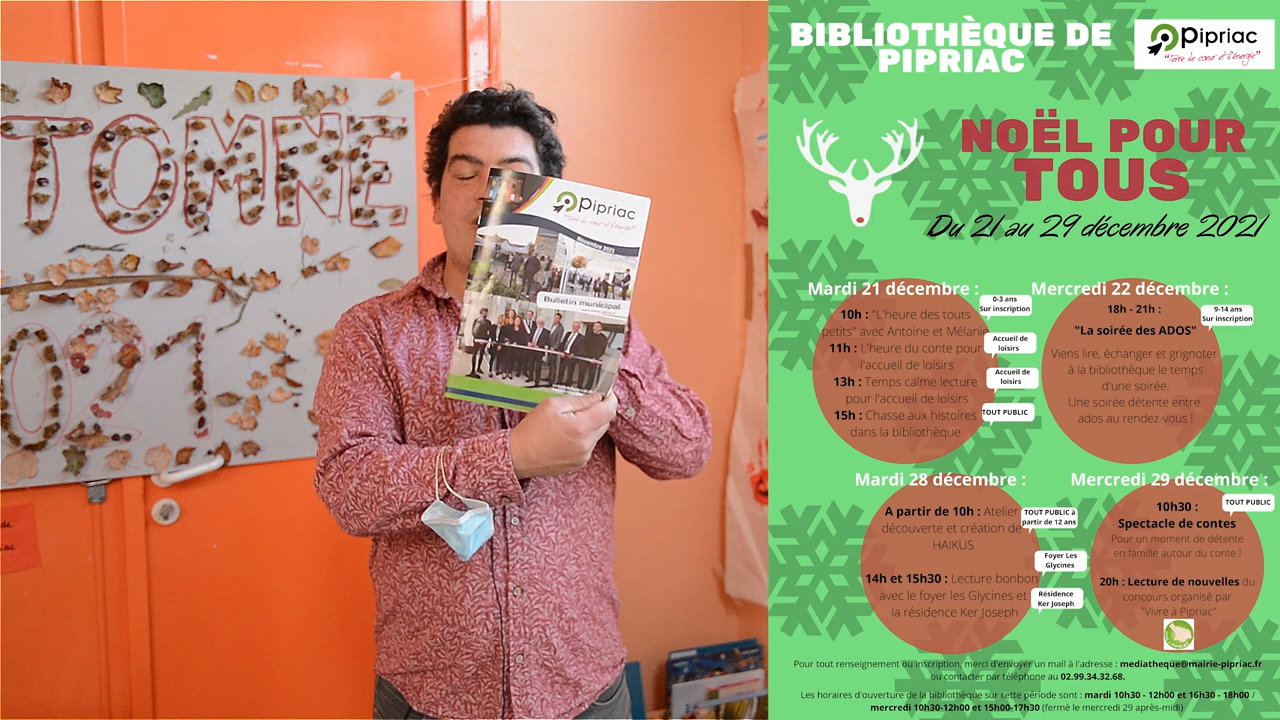 TOMNE
021
Pipriac
"Terre de coeur et d'énergie"
Novembre 2021
Bulletin municipal
BIBLIOTHÈQUE DE
PIPRIAC
Pipriac
"Terre de coeur et d'énergie"
NOËL POUR
TOUS
Du 21 au 29 décembre 2021
Mardi 21 décembre :
0-3 ans
Sur inscription
10h : "L'heure des touts
petits" avec Antoine et Mélanie
11h : L'heure du conte pour
l'accueil de loisirs
Accueil de
loisirs
13h : Temps calme lecture
pour l'accueil de loisirs
Accueil de
loisirs
15h : Chasse aux histoires
dans la bibliothèque
TOUT PUBLIC
Mercredi 22 décembre :
18h - 21h :
9-14 ans
Sur inscription
"La soirée des ADOS"
Viens lire, échanger et grignoter
à la bibliothèque le temps
d'une soirée.
Une soirée détente entre
ados au rendez-vous !
Mardi 28 décembre :
A partir de 10h : Atelier
découverte et création de
HAIKUS
TOUT PUBLIC à
partir de 12 ans
14h et 15h30 : Lecture bonbon
avec le foyer les Glycines et
la résidence Ker Joseph
Foyer Les
Glycines
Résidence
Ker Joseph
Mercredi 29 décembre :
TOUT PUBLIC
10h30 :
Spectacle de contes
Pour un moment de détente
en famille autour du conte !
20h : Lecture de nouvelles du
concours organisé par
"Vivre à Pipriac"
Pour tout renseignement ou inscription, merci d'envoyer un mail à l'adresse : mediatheque@mairie-pipriac.fr
ou contacter par téléphone au 02.99.34.32.68.
Les horaires d'ouverture de la bibliothèque sur cette période sont : mardi 10h30 - 12h00 et 16h30 - 18h00 /
mercredi 10h30-12h00 et 15h00-17h30 (fermé le mercredi 29 après-midi)